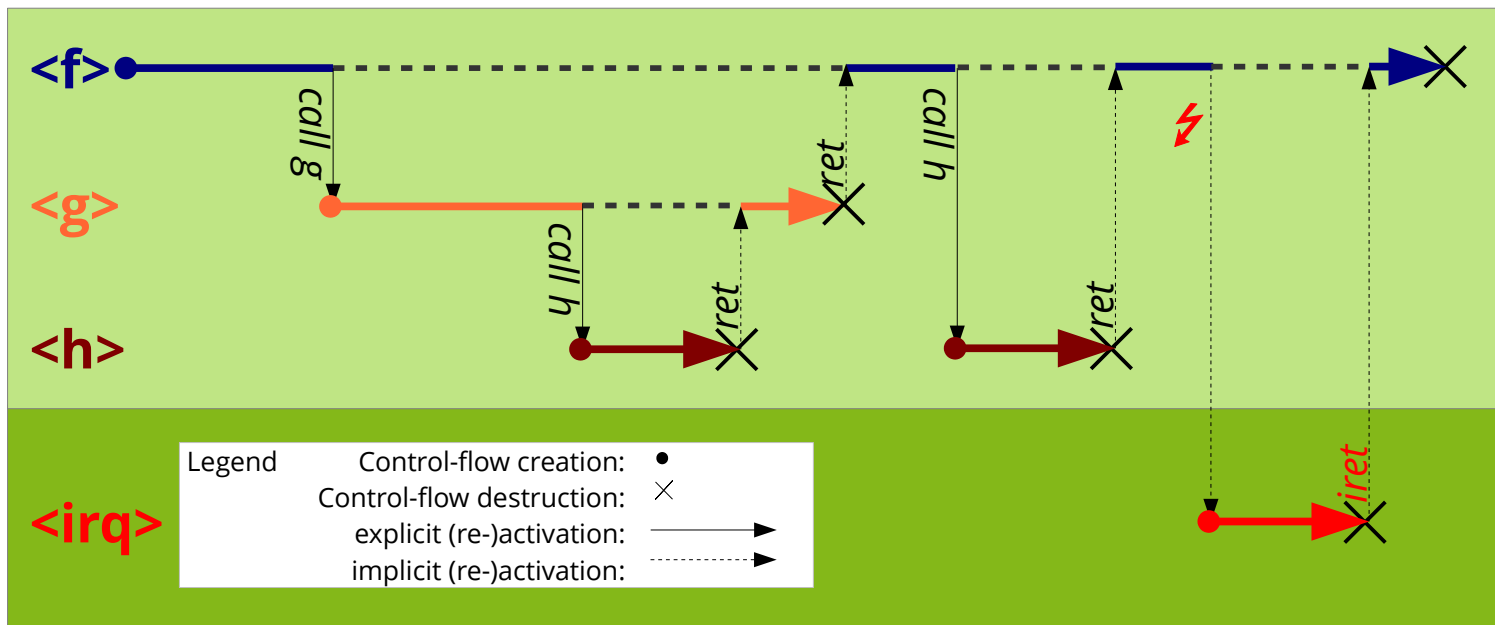 <f>
call g
ret
call h
<g>
call h
ret
ret
<h>
iret
<irq>
Legend
Control-flow creation:
Control-flow destruction:
explicit (re-)activation:
implicit (re-)activation: